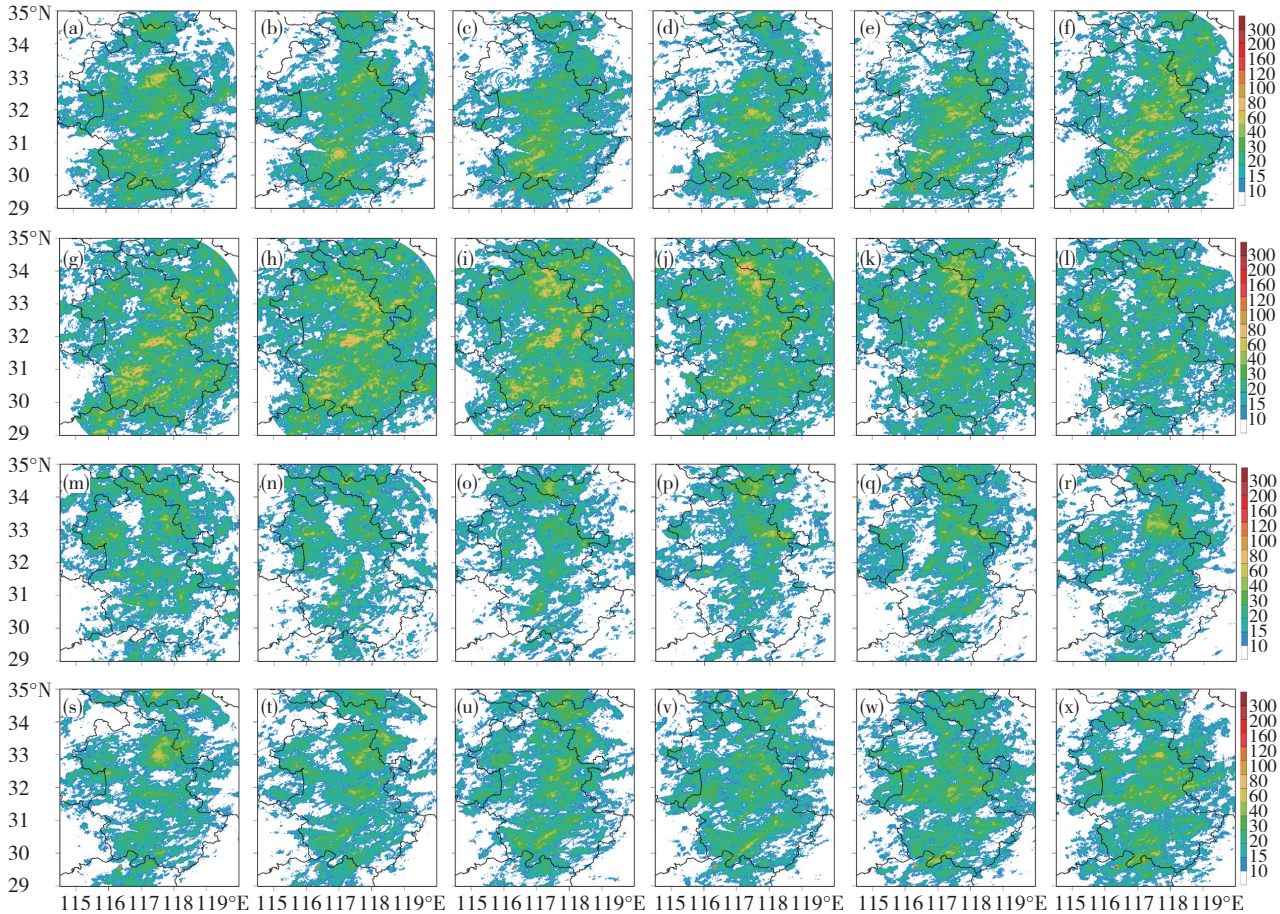 35°N
34
33
32
31
30
29
(a)
(b)
(c)
(d)
(e)
(f)
300
200
160
120
100
80
60
40
30
20
15
10
35°N
34
33
32
31
30
29
(g)
(h)
(i)
(j)
(k)
(l)
300
200
160
120
100
80
60
40
30
20
15
10
35°N
34
33
32
31
30
29
(m)
(n)
(o)
(p)
(q)
(r)
300
200
160
120
100
80
60
40
30
20
15
10
35°N
34
33
32
31
30
29
(s)
(t)
(u)
(v)
(w)
(x)
300
200
160
120
100
80
60
40
30
20
15
10
115 116 117 118 119°E 115 116 117 118 119°E 115 116 117 118 119°E 115 116 117 118 119°E 115 116 117 118 119°E 115 116 117 118 119°E